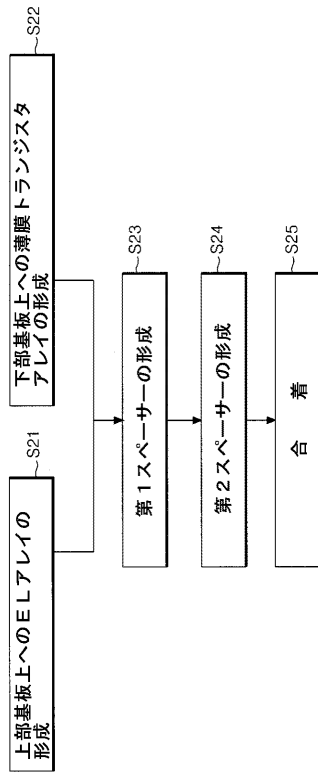 上部基板上へのELアレイの
形成
S21
下部基板上への薄膜トランジスタ
アレイの形成
S22
第1スペーサーの形成
S23
第2スペーサーの形成
S24
合 着
S25